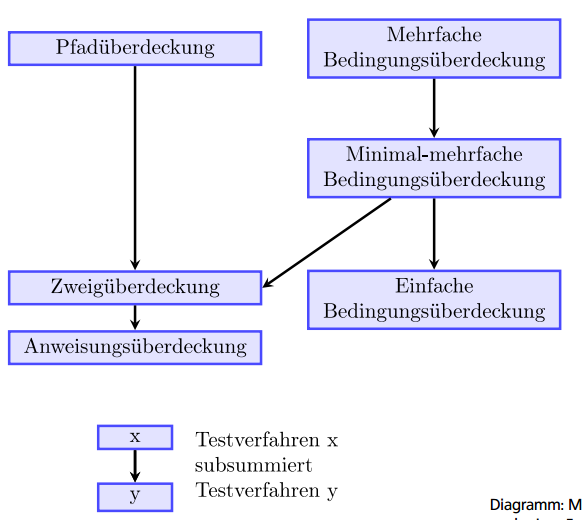 Pfadüberdeckung
Mehrfache
Bedingungsüberdeckung
Minimal-mehrfache
Bedingungsüberdeckung
Zweigüberdeckung
Einfache
Bedingungsüberdeckung
Anweisungsüberdeckung
x
y
Testverfahren x
subsummiert
Testverfahren y
Diagramm: M